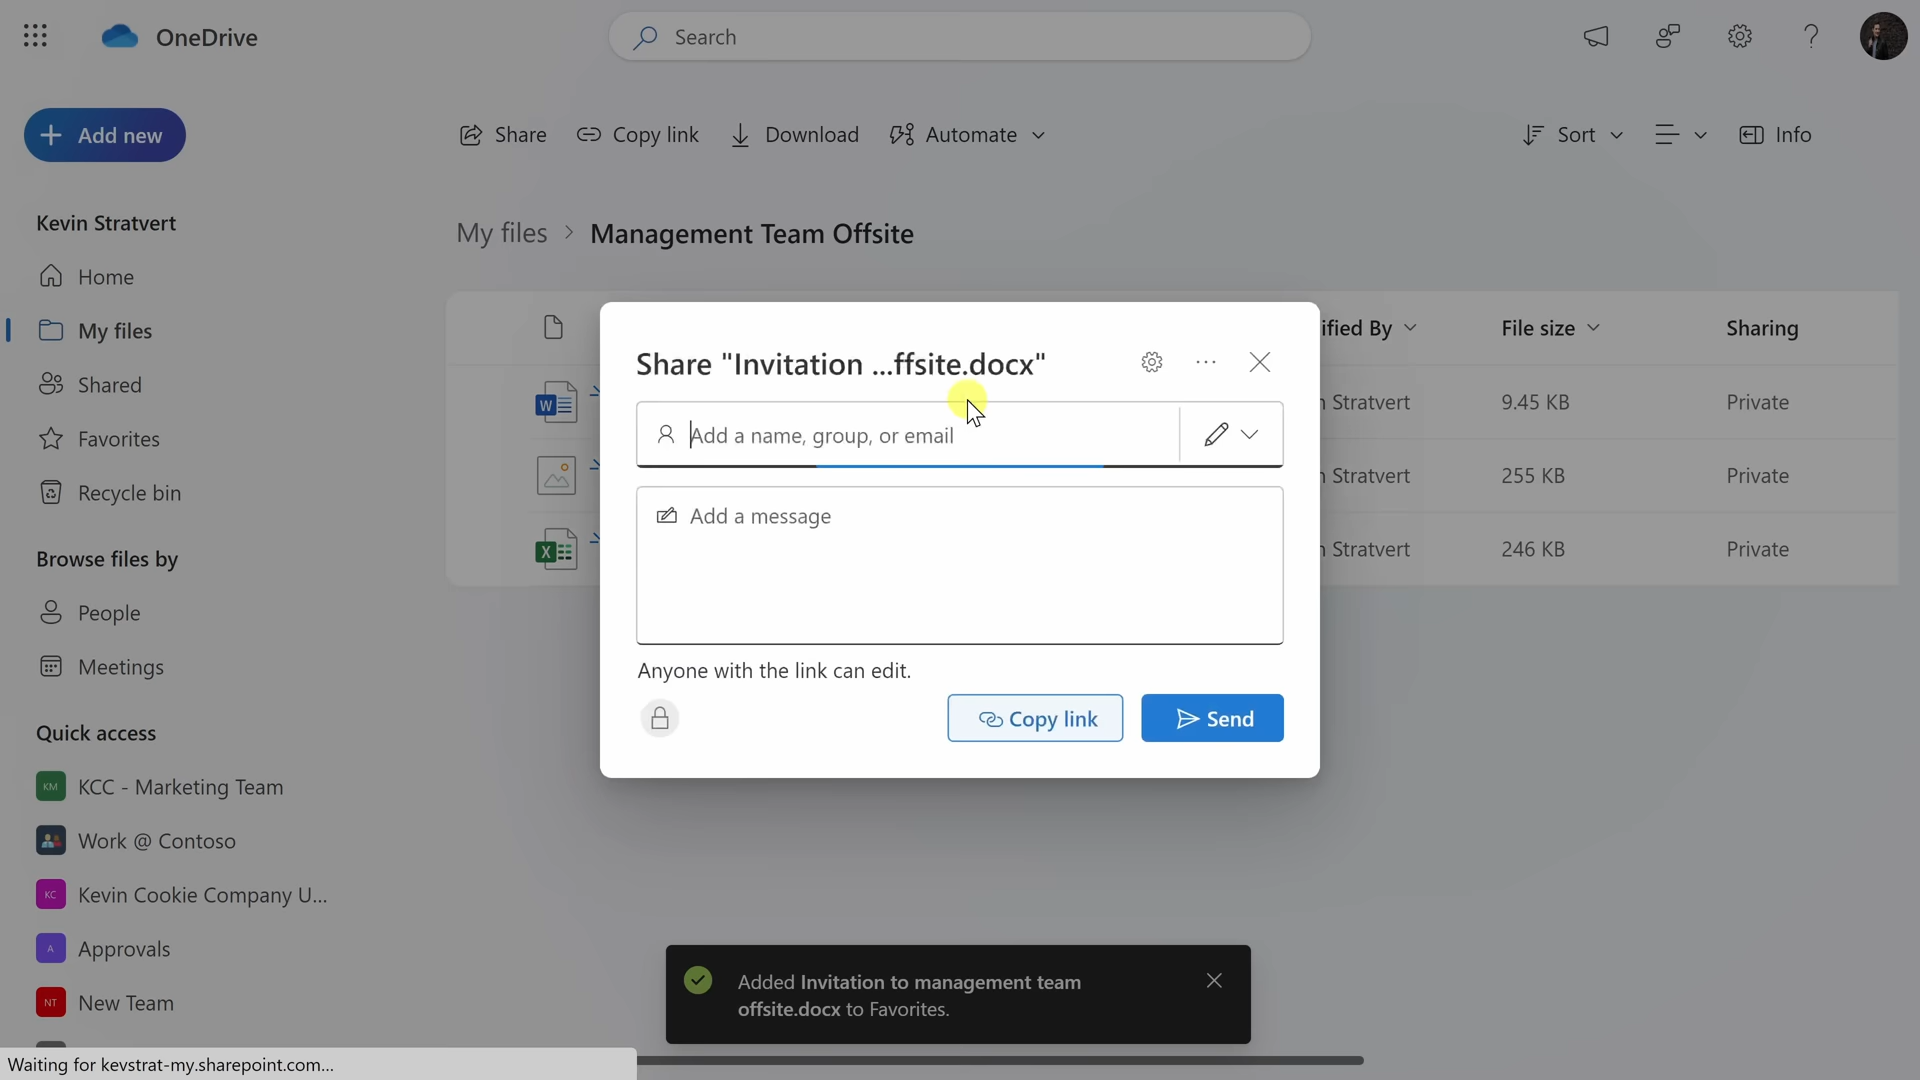 OneDrive
Search
Add new
Share
Copy link
Download
Automate
Sort
Info
Kevin Stratvert
Home
My files
Shared
Favorites
Recycle bin
Browse files by
People
Meetings
Quick access
KM KCC - Marketing Team
Work @ Contoso
KC Kevin Cookie Company U...
A Approvals
NT New Team
My files > Management Team Offsite
ified By
File size
Sharing
Stratvert
9.45 KB
Private
Stratvert
255 KB
Private
Stratvert
246 KB
Private
Share "Invitation ...ffsite.docx"
Add a name, group, or email
Add a message
Anyone with the link can edit.
Copy link
Send
Added Invitation to management team
offsite.docx to Favorites.
Waiting for kevstrat-my.sharepoint.com...